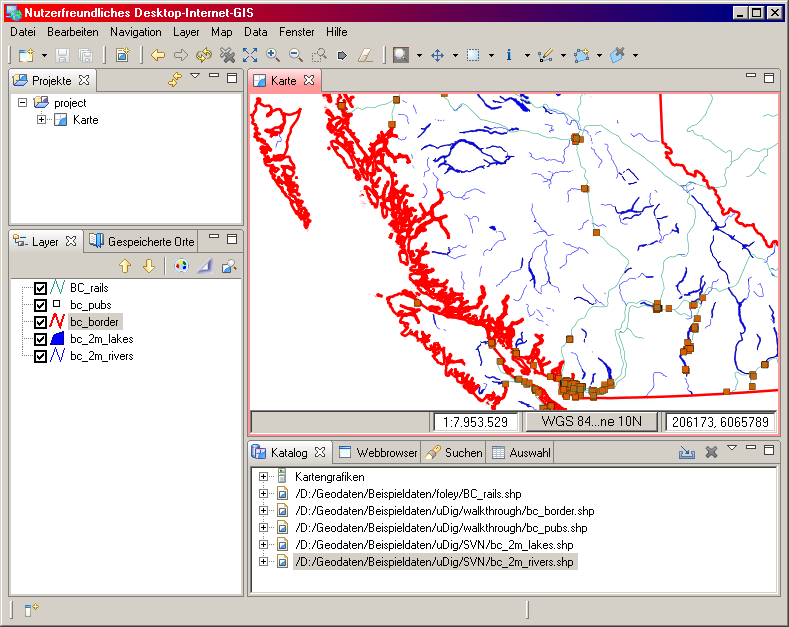 Nutzerfreundliches Desktop-Internet-GIS
Datei Bearbeiten Navigation Layer Map Data Fenster Hilfe
Projekte
project
Karte
Karte
Layer Gespeicherte Orte
BC_rails
bc_pubs
bc_border
bc_2m_lakes
bc_2m_rivers
1:7.953.529 WGS 84...ne 10N 206173, 6065789
Katalog Webbrowser Suchen Auswahl
Kartengrafiken
/D:/Geodaten/Beispieldaten/foley/BC_rails.shp
/D:/Geodaten/Beispieldaten/uDig/walkthrough/bc_border.shp
/D:/Geodaten/Beispieldaten/uDig/walkthrough/bc_pubs.shp
/D:/Geodaten/Beispieldaten/uDig/SVN/bc_2m_lakes.shp
/D:/Geodaten/Beispieldaten/uDig/SVN/bc_2m_rivers.shp